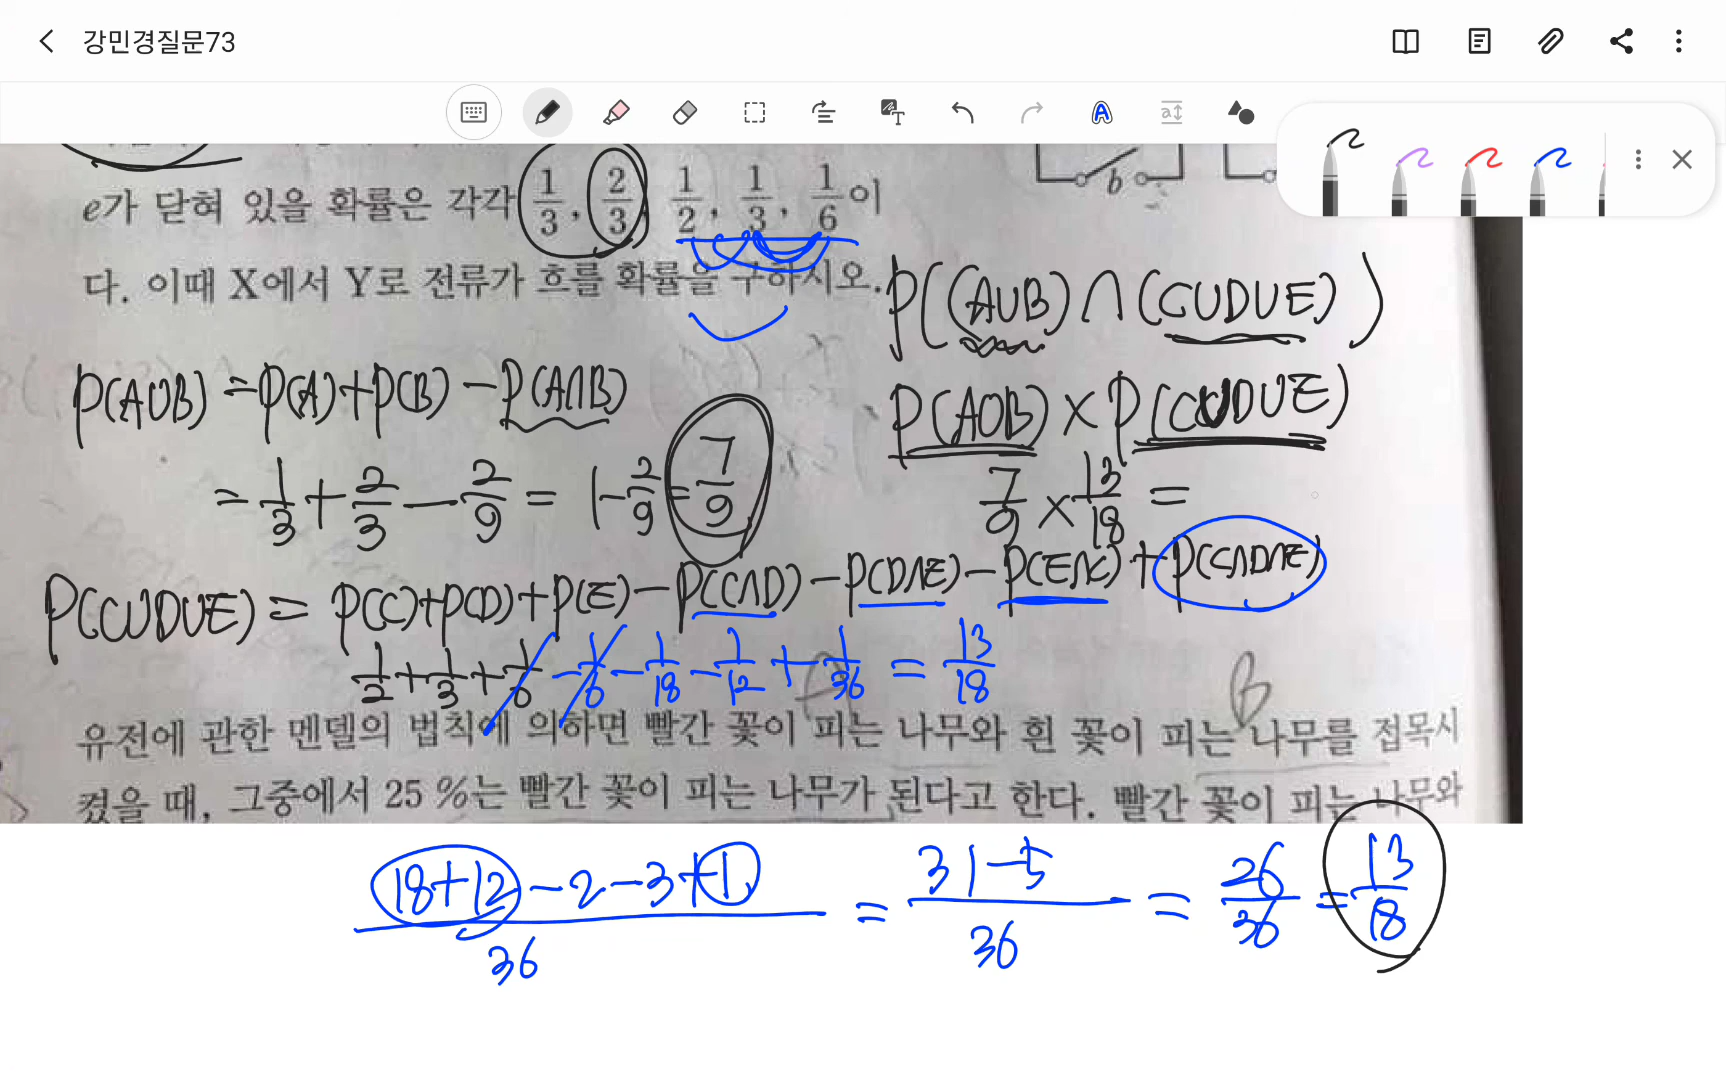 강민경질문73
e가 닫혀 있을 확률은 각각 1/3, 2/3, 1/2, 1/3, 1/6이
b
다. 이때 X에서 Y로 전류가 흐를 확률을 구하시오.
P((A∪B)∩(C∪D∪E))
P(A∪B) = P(A)+P(B)-P(A∩B)
P(A∪B)×P(C∪D∪E)
= 1/3 + 2/3 - 2/9 = 1 - 2/9 = 7/9
7/9 × 13/18 =
P(C∪D∪E) = P(C)+P(D)+P(E)-P(C∩D)-P(D∩E)-P(E∩C)+P(C∩D∩E)
1/2 + 1/3 + 1/6 - 1/6 - 1/18 - 1/12 + 1/36 = 13/18
B
유전에 관한 멘델의 법칙에 의하면 빨간 꽃이 피는 나무와 흰 꽃이 피는 나무를 접목시
켰을 때, 그중에서 25 %는 빨간 꽃이 피는 나무가 된다고 한다. 빨간 꽃이 피는 나무와
18+12-2-3+1/36 = 31-5/36 = 26/36 = 13/18